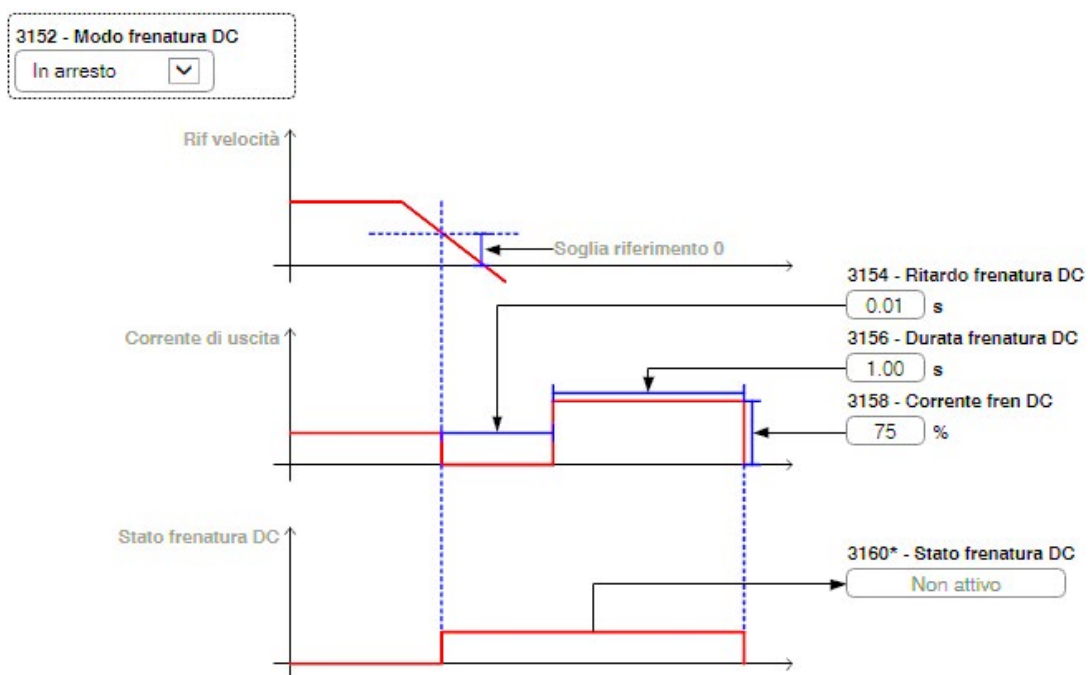 3152 - Modo frenatura DC
In arresto
Rif velocità
Soglia riferimento 0
3154 - Ritardo frenatura DC
0.01 s
Corrente di uscita
3156 - Durata frenatura DC
1.00 s
3158 - Corrente fren DC
75 %
Stato frenatura DC
3160* - Stato frenatura DC
Non attivo